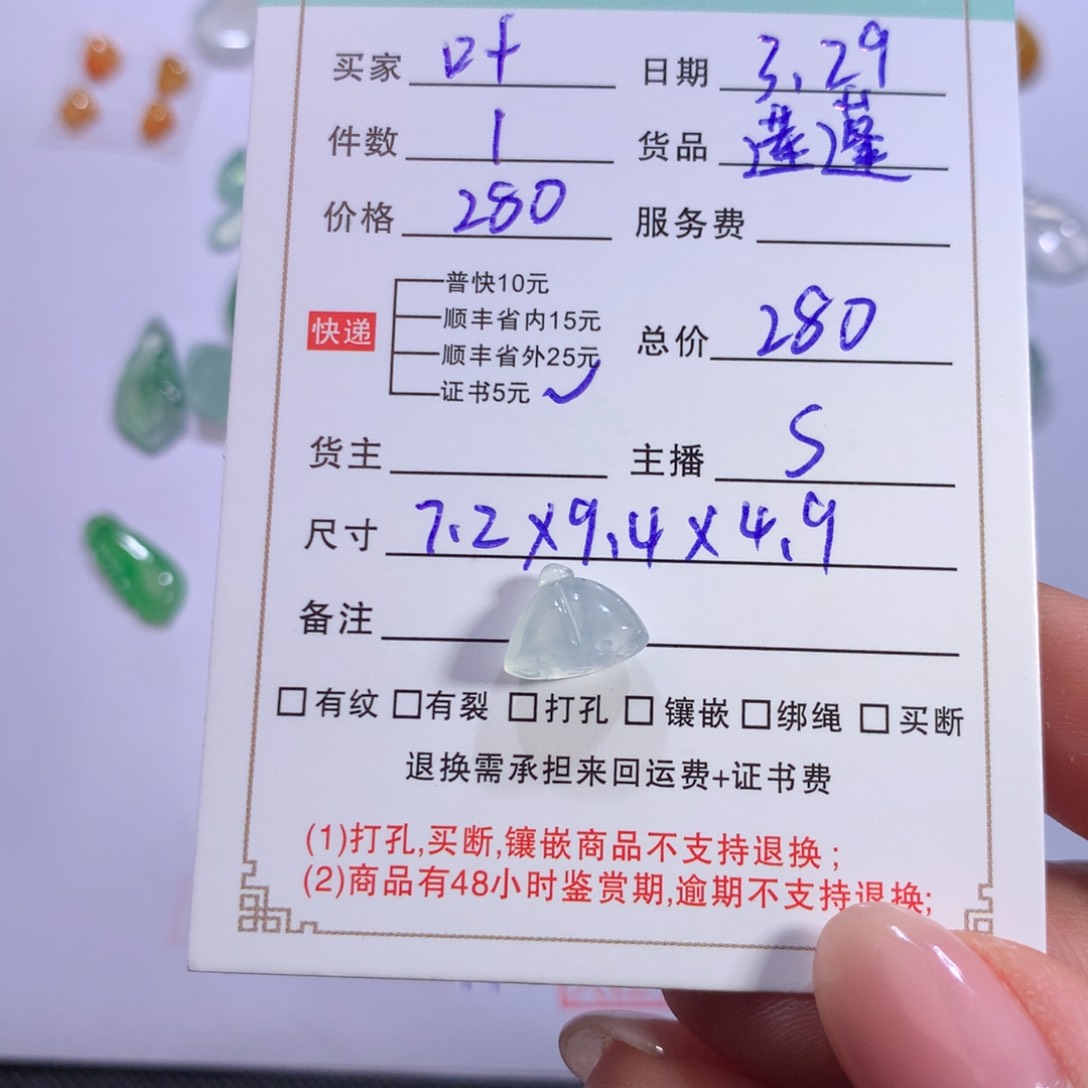 买家 叶 日期 3.29
件数 1 货品 莲蓬
价格 280 服务费
普快10元
顺丰省内15元
快递 总价 280
顺丰省外25元
证书5元 ✓
货主 主播 S
尺寸 7.2×9.4×4.9
备注
□有纹 □有裂 □打孔 □镶嵌 □绑绳 □买断
退换需承担来回运费+证书费
(1)打孔,买断,镶嵌商品不支持退换;
(2)商品有48小时鉴赏期,逾期不支持退换;